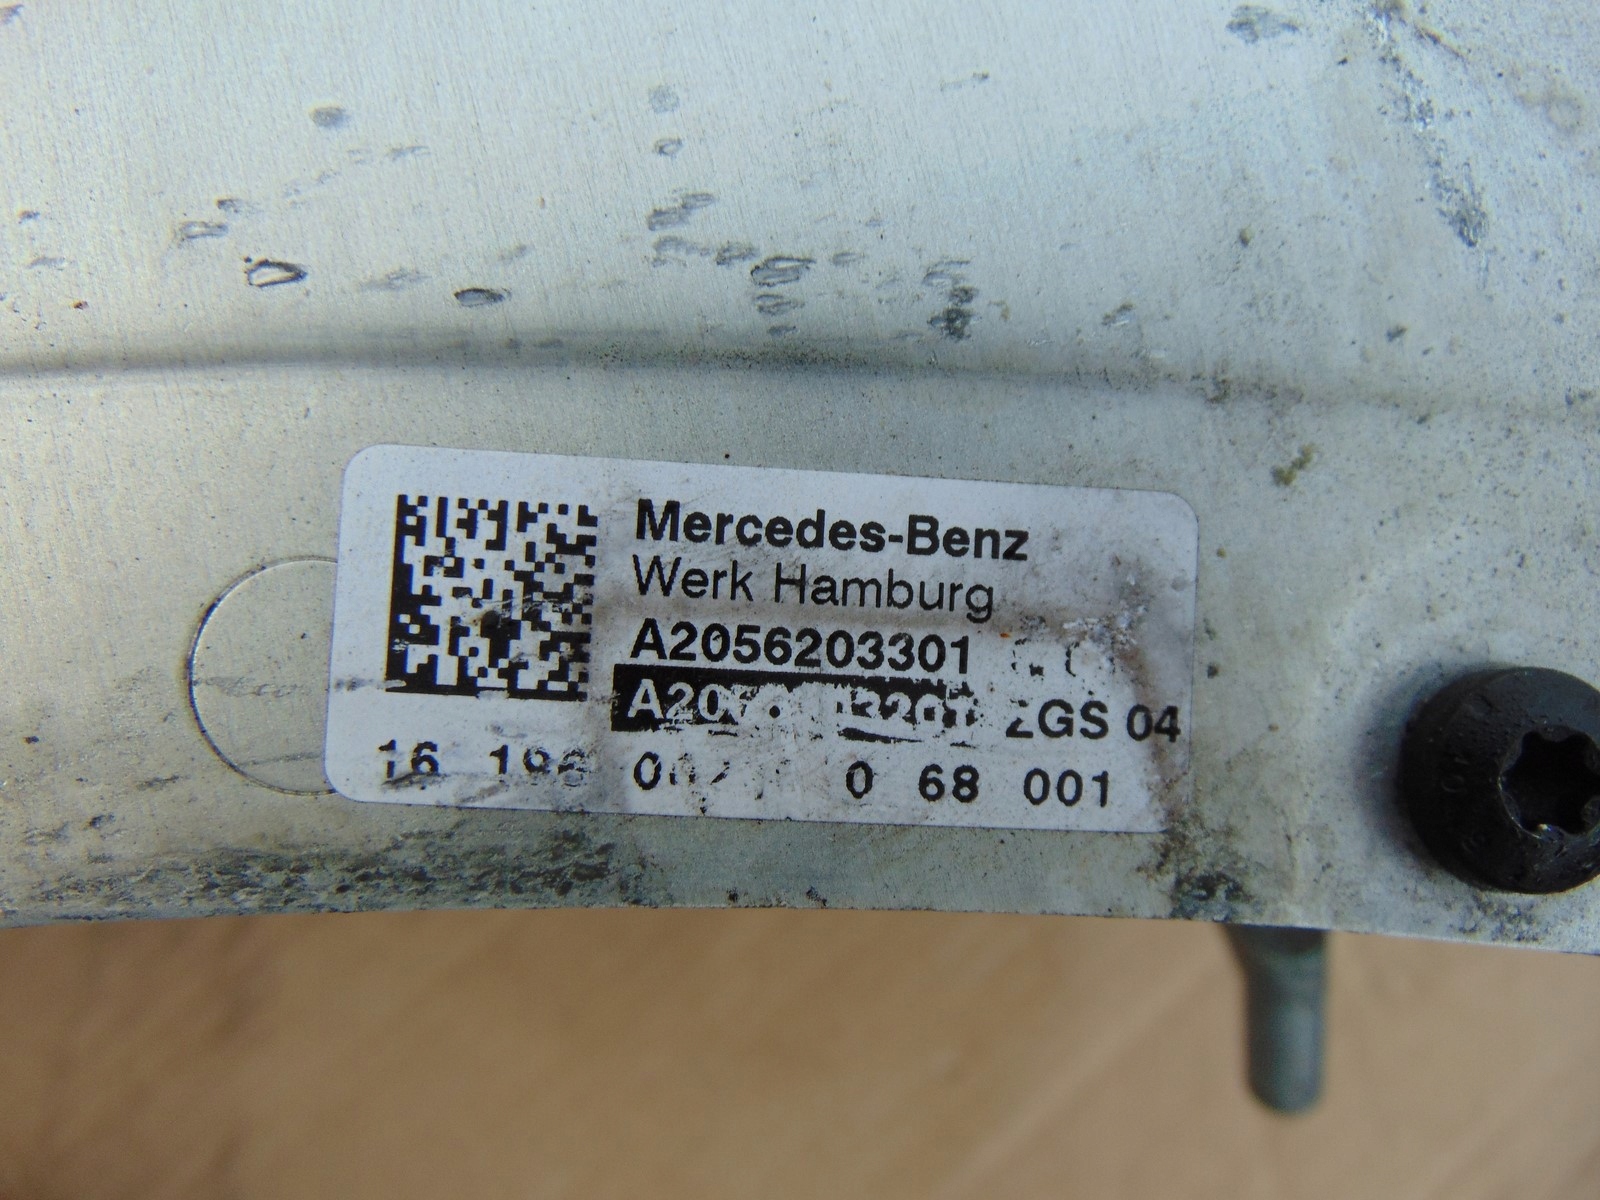 Mercedes-Benz
Werk Hamburg
A2056203301
ZGS 04
16 0 68 001